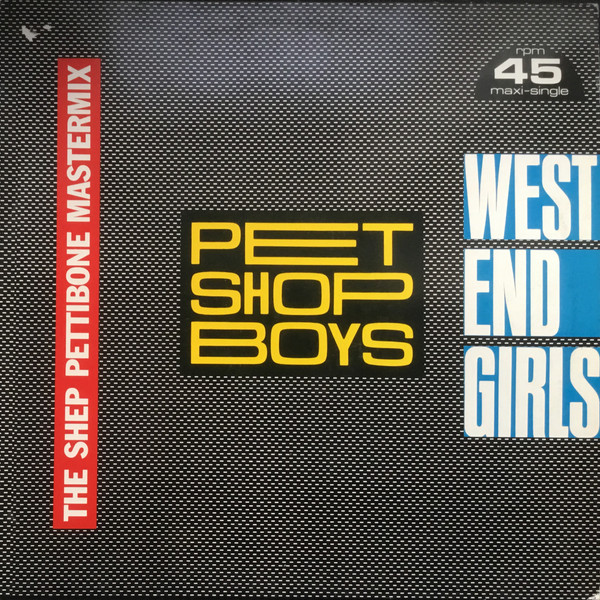 rpm
45
maxi-single
THE SHEP PETTIBONE MASTERMIX
PET
SHOP
BOYS
WEST
END
GIRLS